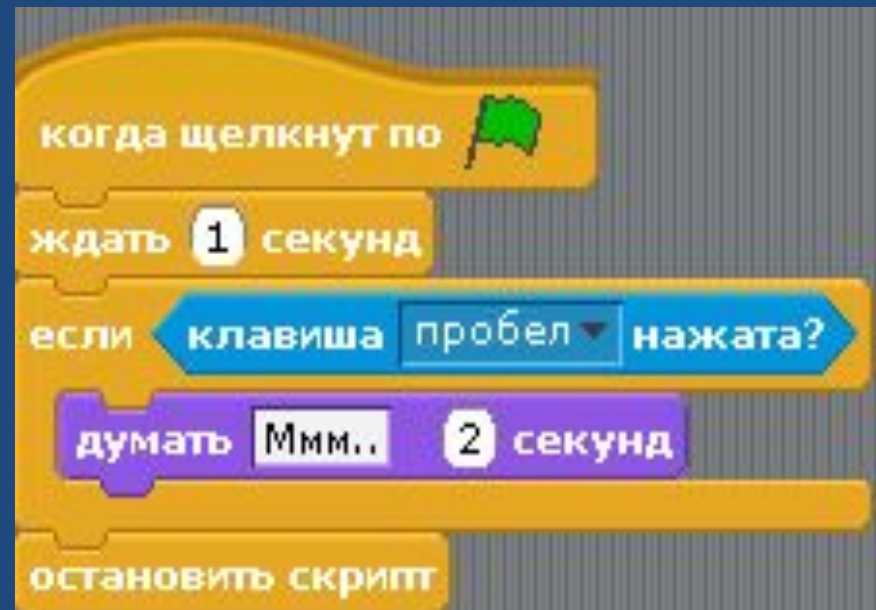 когда щелкнут по
ждать 1 секунд
если клавиша пробел нажата?
думать Ммм.. 2 секунд
остановить скрипт